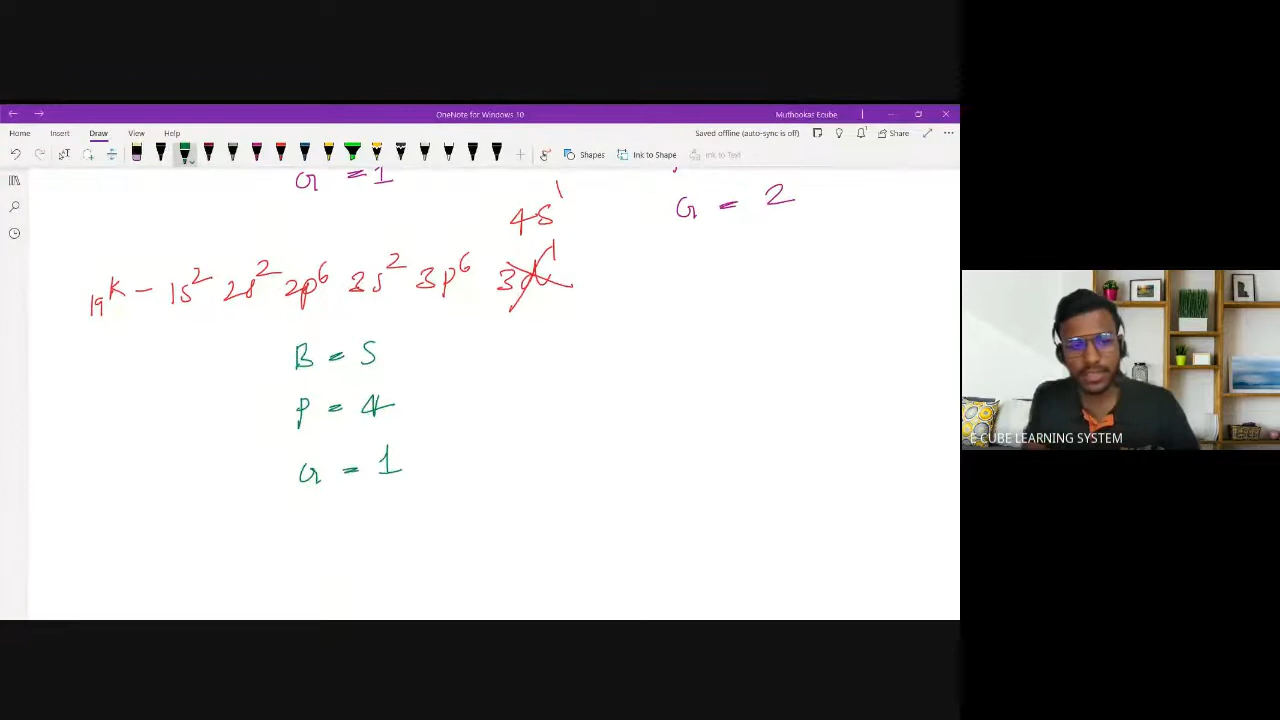 OneNote for Windows 10
Muthookas Ecube
Home Insert Draw View Help
Saved offline (auto-sync is off)
Share
Shapes
Ink to Shape
Ink to Text
G = 1
G = 2
4s¹
₁₉K - 1s² 2s² 2p⁶ 3s² 3p⁶ 3d¹
B = S
P = 4
G = 1
E CUBE LEARNING SYSTEM